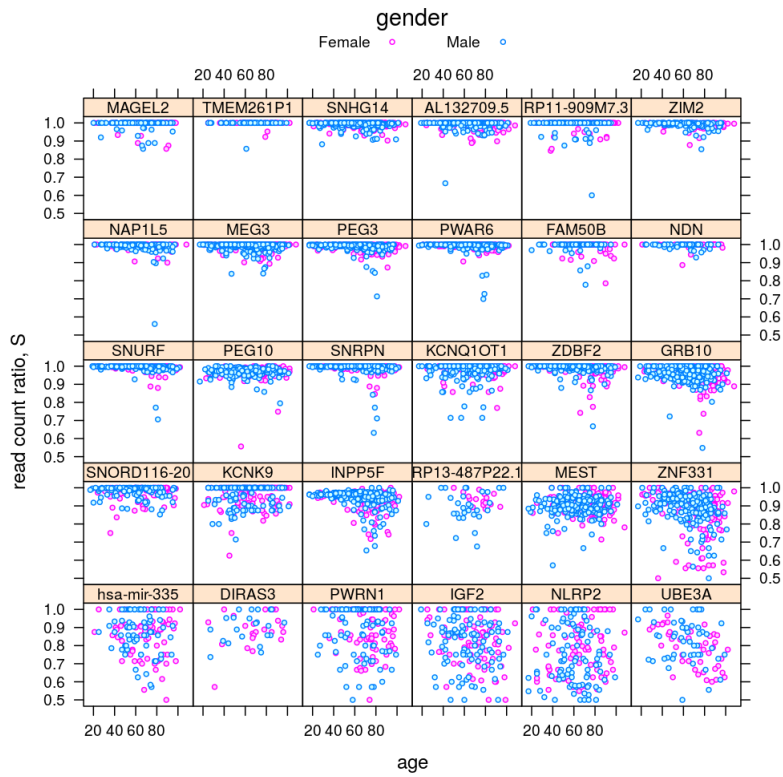 gender
Female Male
20 40 60 80 20 40 60 80 20 40 60 80
MAGEL2 TMEM261P1 SNHG14 AL132709.5 RP11-909M7.3 ZIM2
1.0
0.9
0.8
0.7
0.6
0.5
NAP1L5 MEG3 PEG3 PWAR6 FAM50B NDN
1.0
0.9
0.8
0.7
0.6
0.5
SNURF PEG10 SNRPN KCNQ1OT1 ZDBF2 GRB10
1.0
0.9
0.8
0.7
0.6
0.5
SNORD116-20 KCNK9 INPP5F RP13-487P22.1 MEST ZNF331
1.0
0.9
0.8
0.7
0.6
0.5
hsa-mir-335 DIRAS3 PWRN1 IGF2 NLRP2 UBE3A
1.0
0.9
0.8
0.7
0.6
0.5
20 40 60 80 20 40 60 80 20 40 60 80
read count ratio, S
age